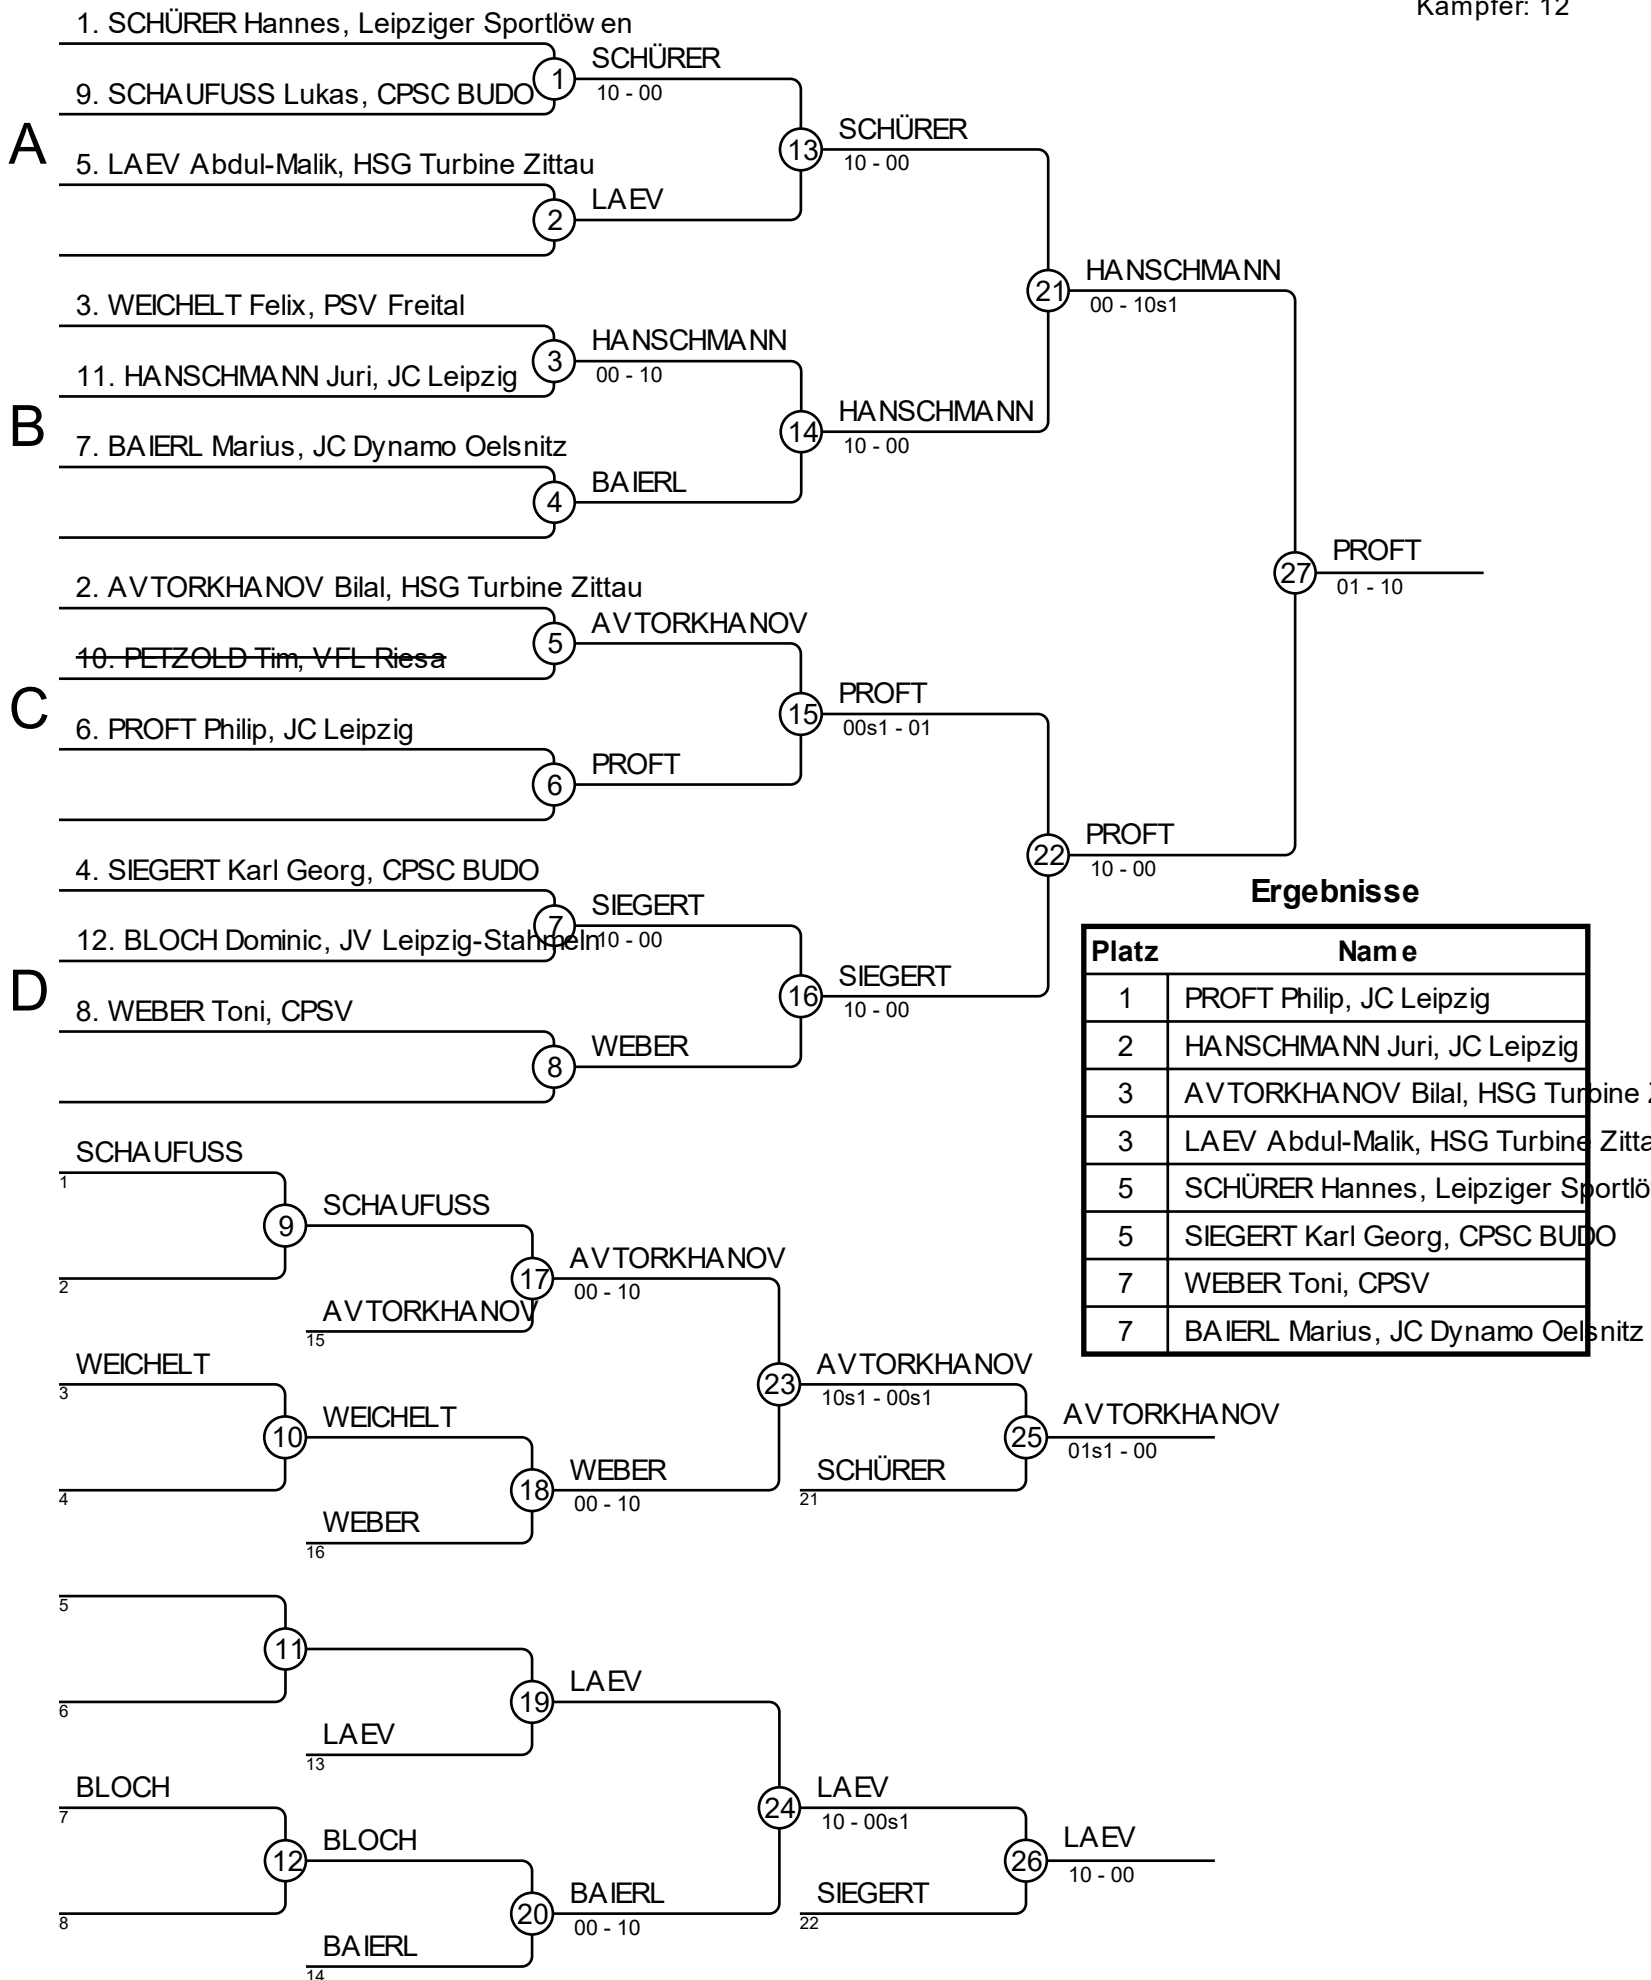 Kämpfer: 12
1. SCHÜRER Hannes, Leipziger Sportlöwen
SCHÜRER
9. SCHAUFUSS Lukas, CPSC BUDO
1
10 - 00
A
SCHÜRER
13
10 - 00
5. LAEV Abdul-Malik, HSG Turbine Zittau
LAEV
2
HANSCHMANN
21
00 - 10s1
3. WEICHELT Felix, PSV Freital
HANSCHMANN
3
00 - 10
11. HANSCHMANN Juri, JC Leipzig
B
HANSCHMANN
14
10 - 00
7. BAIERL Marius, JC Dynamo Oelsnitz
BAIERL
4
PROFT
27
01 - 10
2. AVTORKHANOV Bilal, HSG Turbine Zittau
AVTORKHANOV
5
10. PETZOLD Tim, VFL Riesa
C
PROFT
15
00s1 - 01
6. PROFT Philip, JC Leipzig
PROFT
6
PROFT
22
10 - 00
4. SIEGERT Karl Georg, CPSC BUDO
SIEGERT
7
10 - 00
12. BLOCH Dominic, JV Leipzig-Stahmeln
D
SIEGERT
16
10 - 00
8. WEBER Toni, CPSV
WEBER
8
Ergebnisse
Platz Name
1 PROFT Philip, JC Leipzig
2 HANSCHMANN Juri, JC Leipzig
3 AVTORKHANOV Bilal, HSG Turbine
3 LAEV Abdul-Malik, HSG Turbine Zitta
5 SCHÜRER Hannes, Leipziger Sportlö
5 SIEGERT Karl Georg, CPSC BUDO
7 WEBER Toni, CPSV
7 BAIERL Marius, JC Dynamo Oelsnitz
SCHAUFUSS
1
9
SCHAUFUSS
2
17
AVTORKHANOV
00 - 10
AVTORKHANOV
15
WEICHELT
3
23
AVTORKHANOV
10s1 - 00s1
10
WEICHELT
25
AVTORKHANOV
01s1 - 00
4
18
WEBER
00 - 10
SCHÜRER
21
WEBER
16
5
11
6
19
LAEV
LAEV
13
BLOCH
7
24
LAEV
10 - 00s1
12
BLOCH
26
LAEV
10 - 00
8
20
BAIERL
00 - 10
SIEGERT
22
BAIERL
14